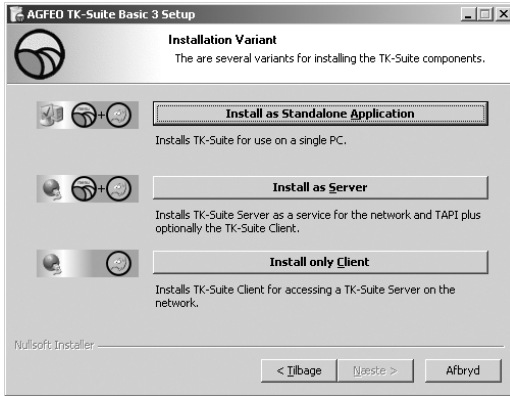 AGFEO TK-Suite Basic 3 Setup
Installation Variant
The are several variants for installing the TK-Suite components.
Install as Standalone Application
Installs TK-Suite for use on a single PC.
Install as Server
Installs TK-Suite Server as a service for the network and TAPI plus
optionally the TK-Suite Client.
Install only Client
Installs TK-Suite Client for accessing a TK-Suite Server on the
network.
Nullsoft Installer
< Tilbage
Næste >
Afbryd